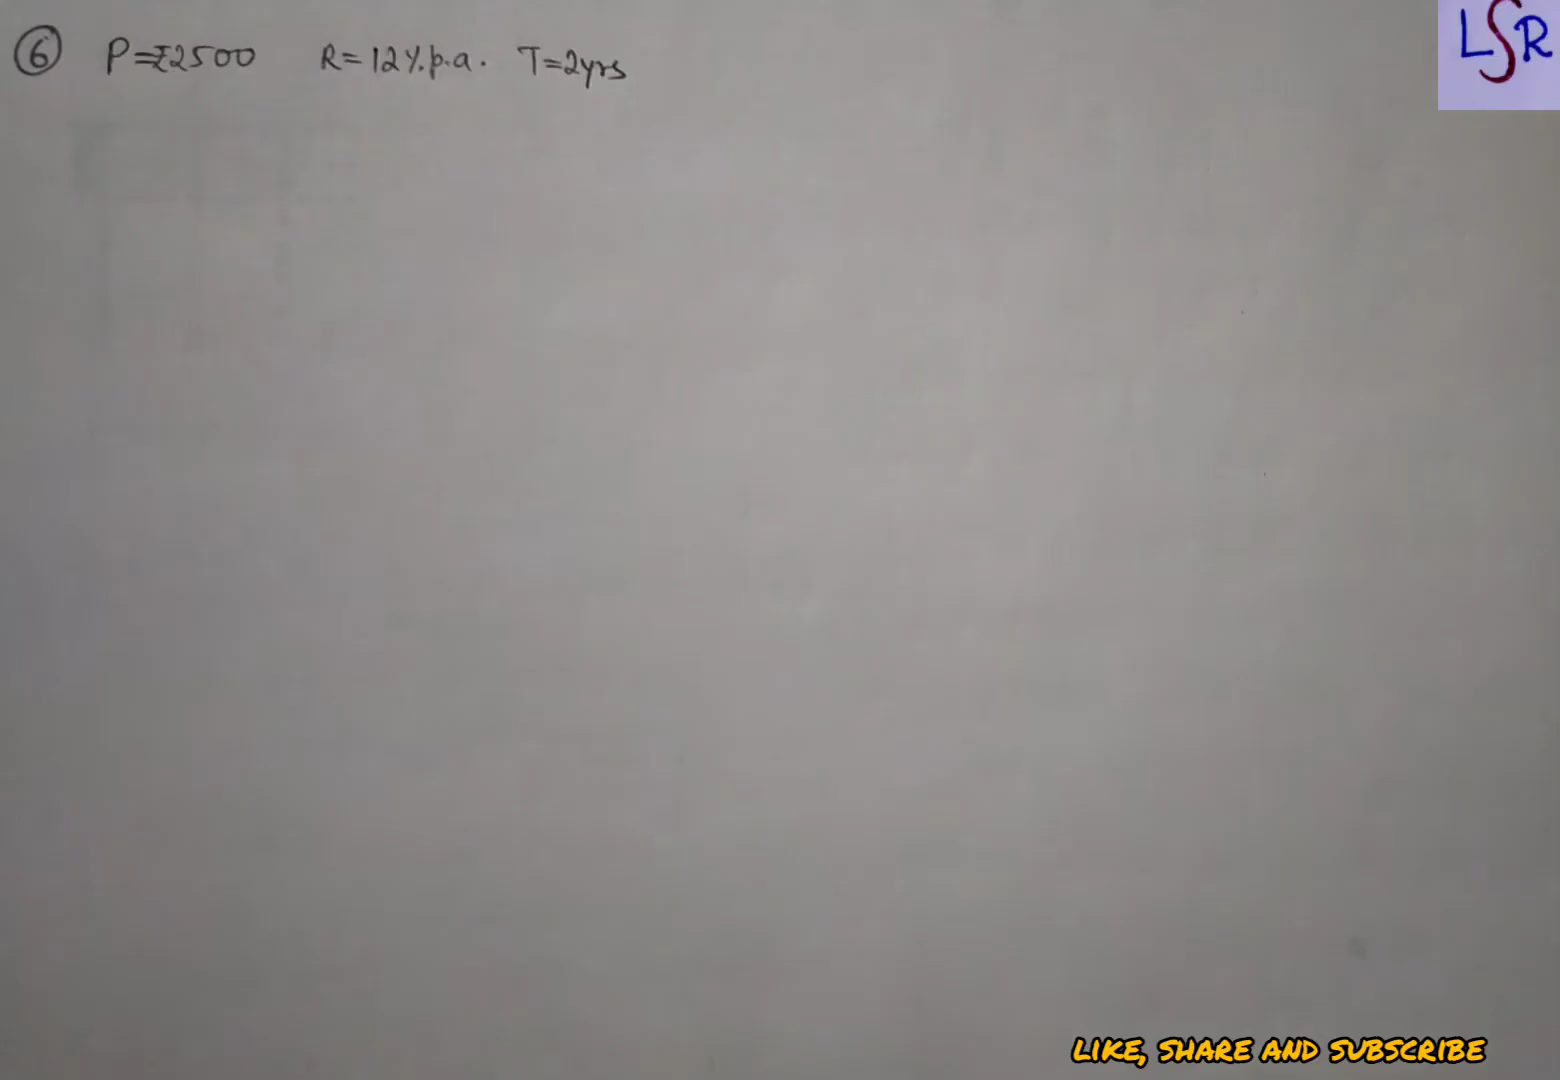 ⑥ P=₹2500 R=12%.p.a. T=2yrs
LSR
LIKE, SHARE AND SUBSCRIBE